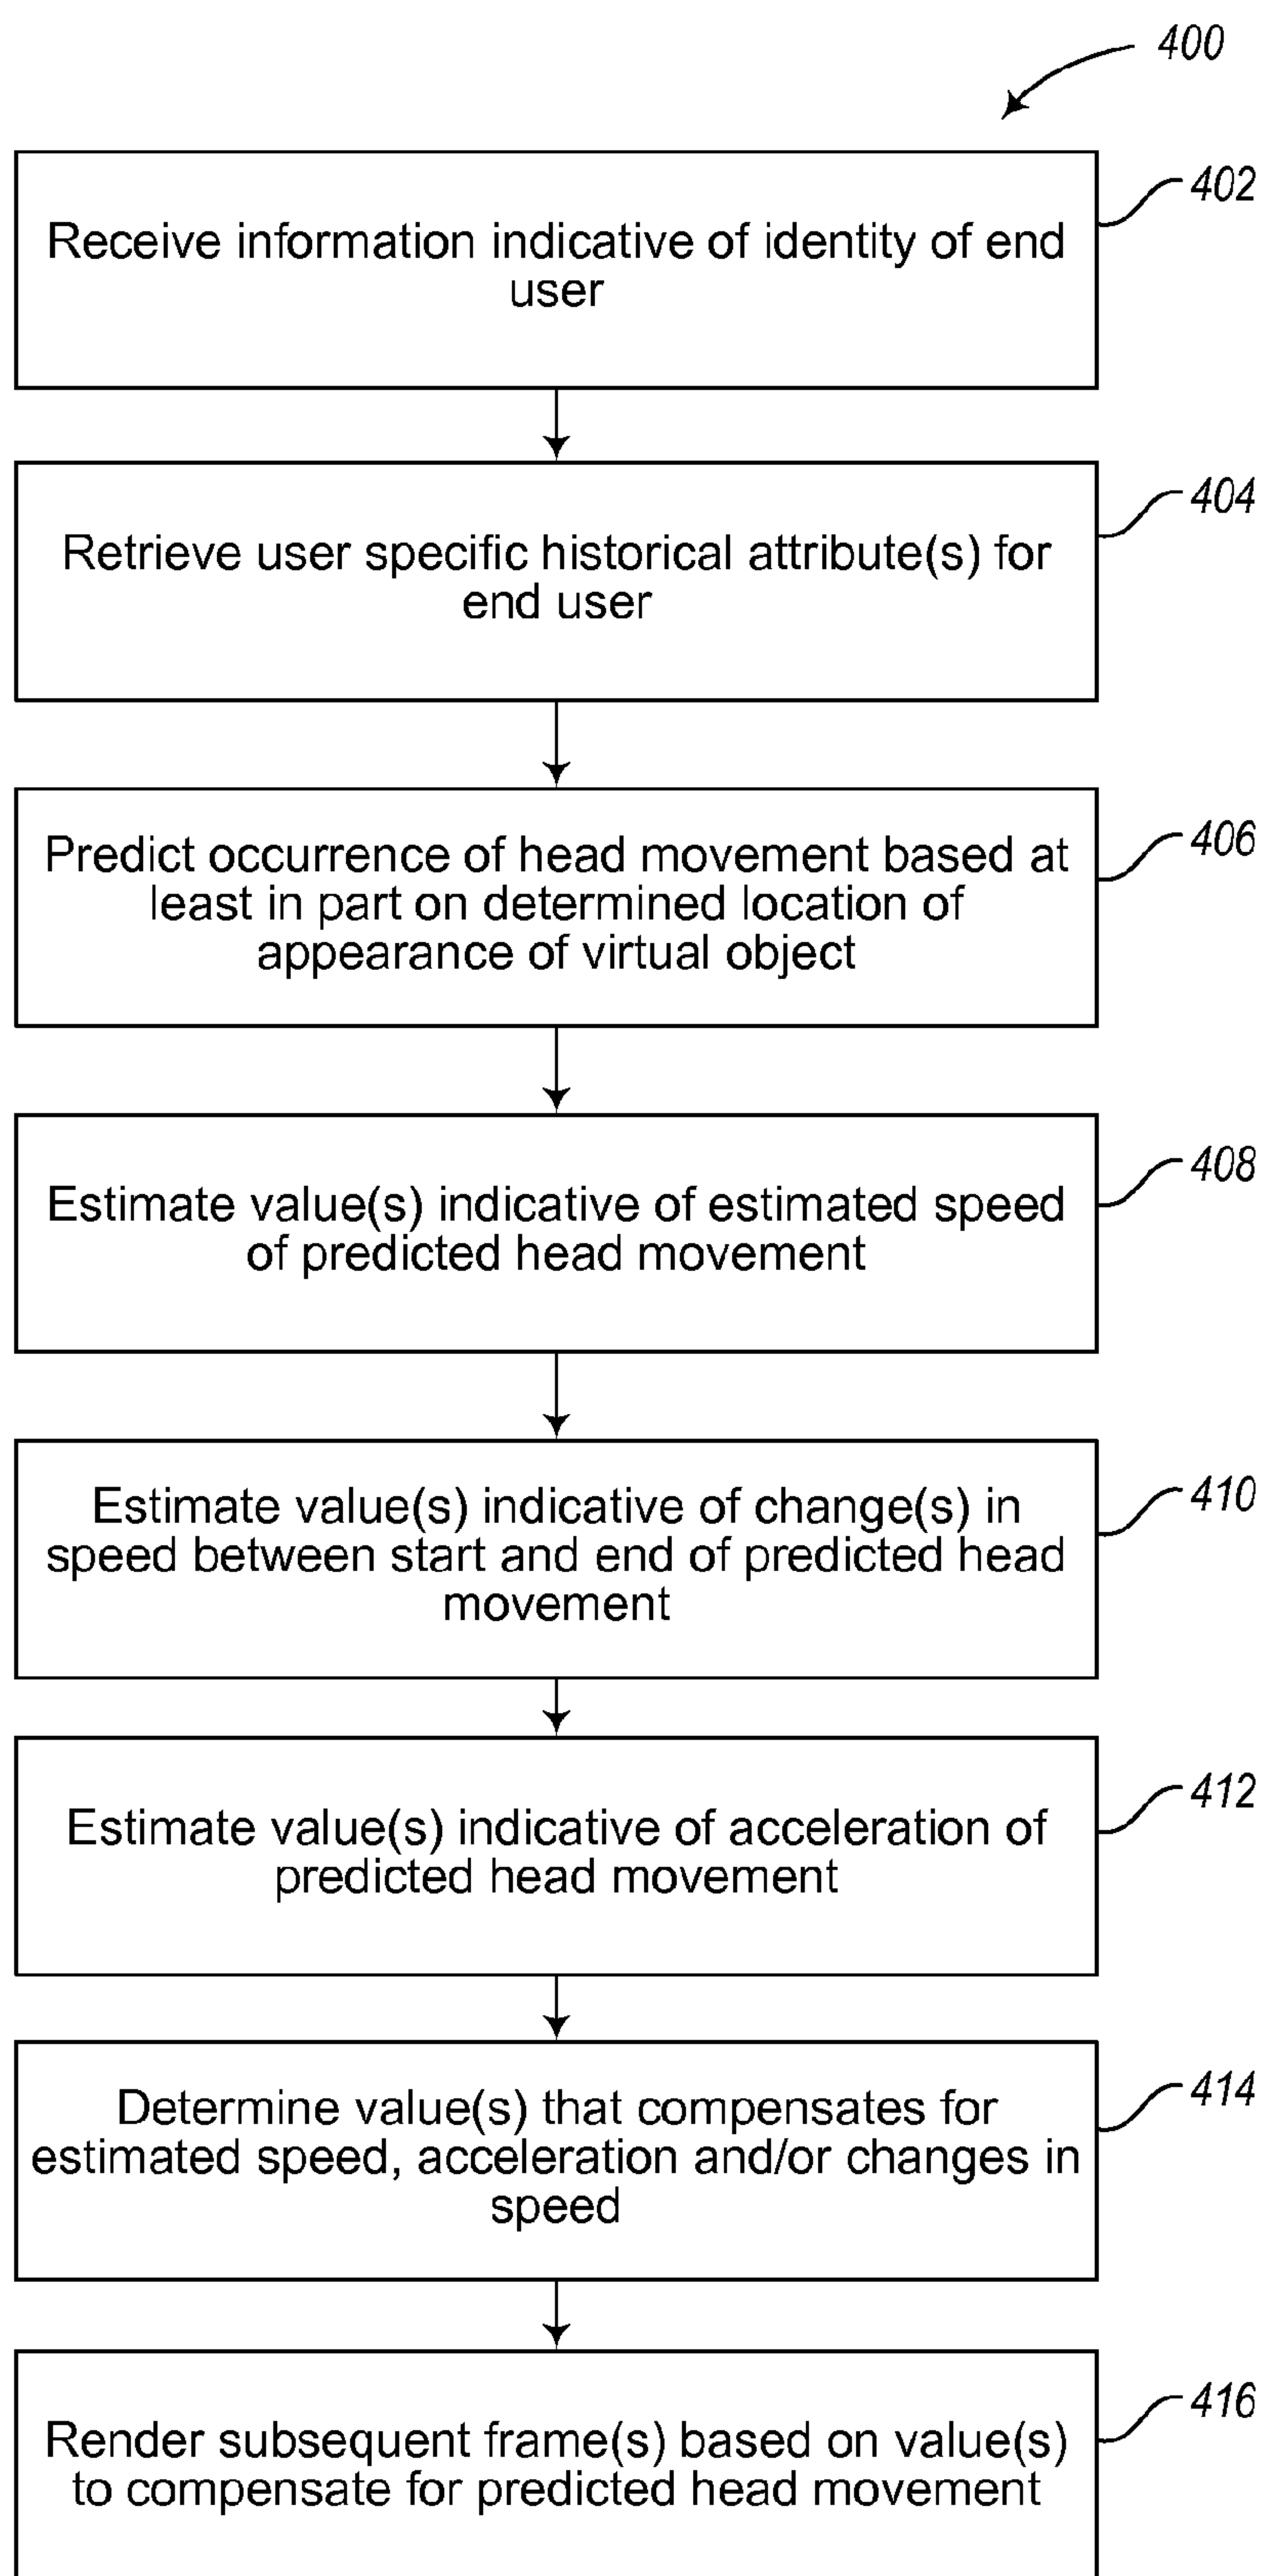 400
402
Receive information indicative of identity of end
user
404
Retrieve user specific historical attribute(s) for
end user
406
Predict occurrence of head movement based at
least in part on determined location of
appearance of virtual object
408
Estimate value(s) indicative of estimated speed
of predicted head movement
410
Estimate value(s) indicative of change(s) in
speed between start and end of predicted head
movement
412
Estimate value(s) indicative of acceleration of
predicted head movement
414
Determine value(s) that compensates for
estimated speed, acceleration and/or changes in
speed
416
Render subsequent frame(s) based on value(s)
to compensate for predicted head movement